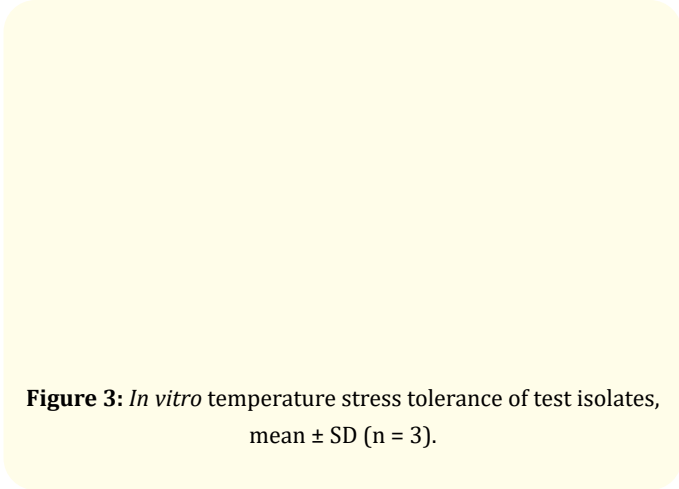 Figure 3: In vitro temperature stress tolerance of test isolates,
mean ± SD (n = 3).